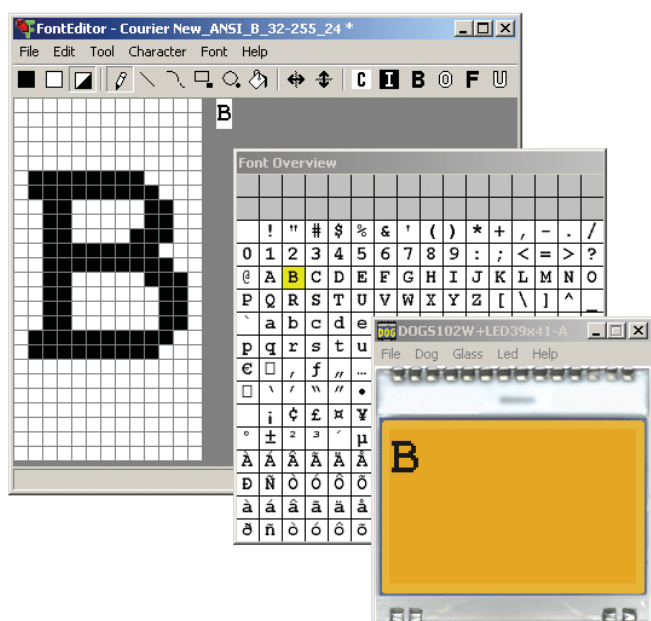 FontEditor - Courier New_ANSI_B_32-255_24 *
File Edit Tool Character Font Help
C I B O F U
B
Font Overview
! " # $ % & ' ( ) * + , - . /
0 1 2 3 4 5 6 7 8 9 : ; < = > ?
@ A B C D E F G H I J K L M N O
P Q R S T U V W X Y Z [ \ ] ^ _
` a b c d e
p q r s t u
€ □ ‚ ƒ „ …
□ ‘ ’ “ ” •
¡ ¢ £ ¤ ¥
° ± ² ³ ´ µ
À Á Â Ã Ä Å
Ð Ñ Ò Ó Ô Õ
à á â ã ä å
ð ñ ò ó ô õ
DOG DOGS102W+LED39x41-A
File Dog Glass Led Help
B